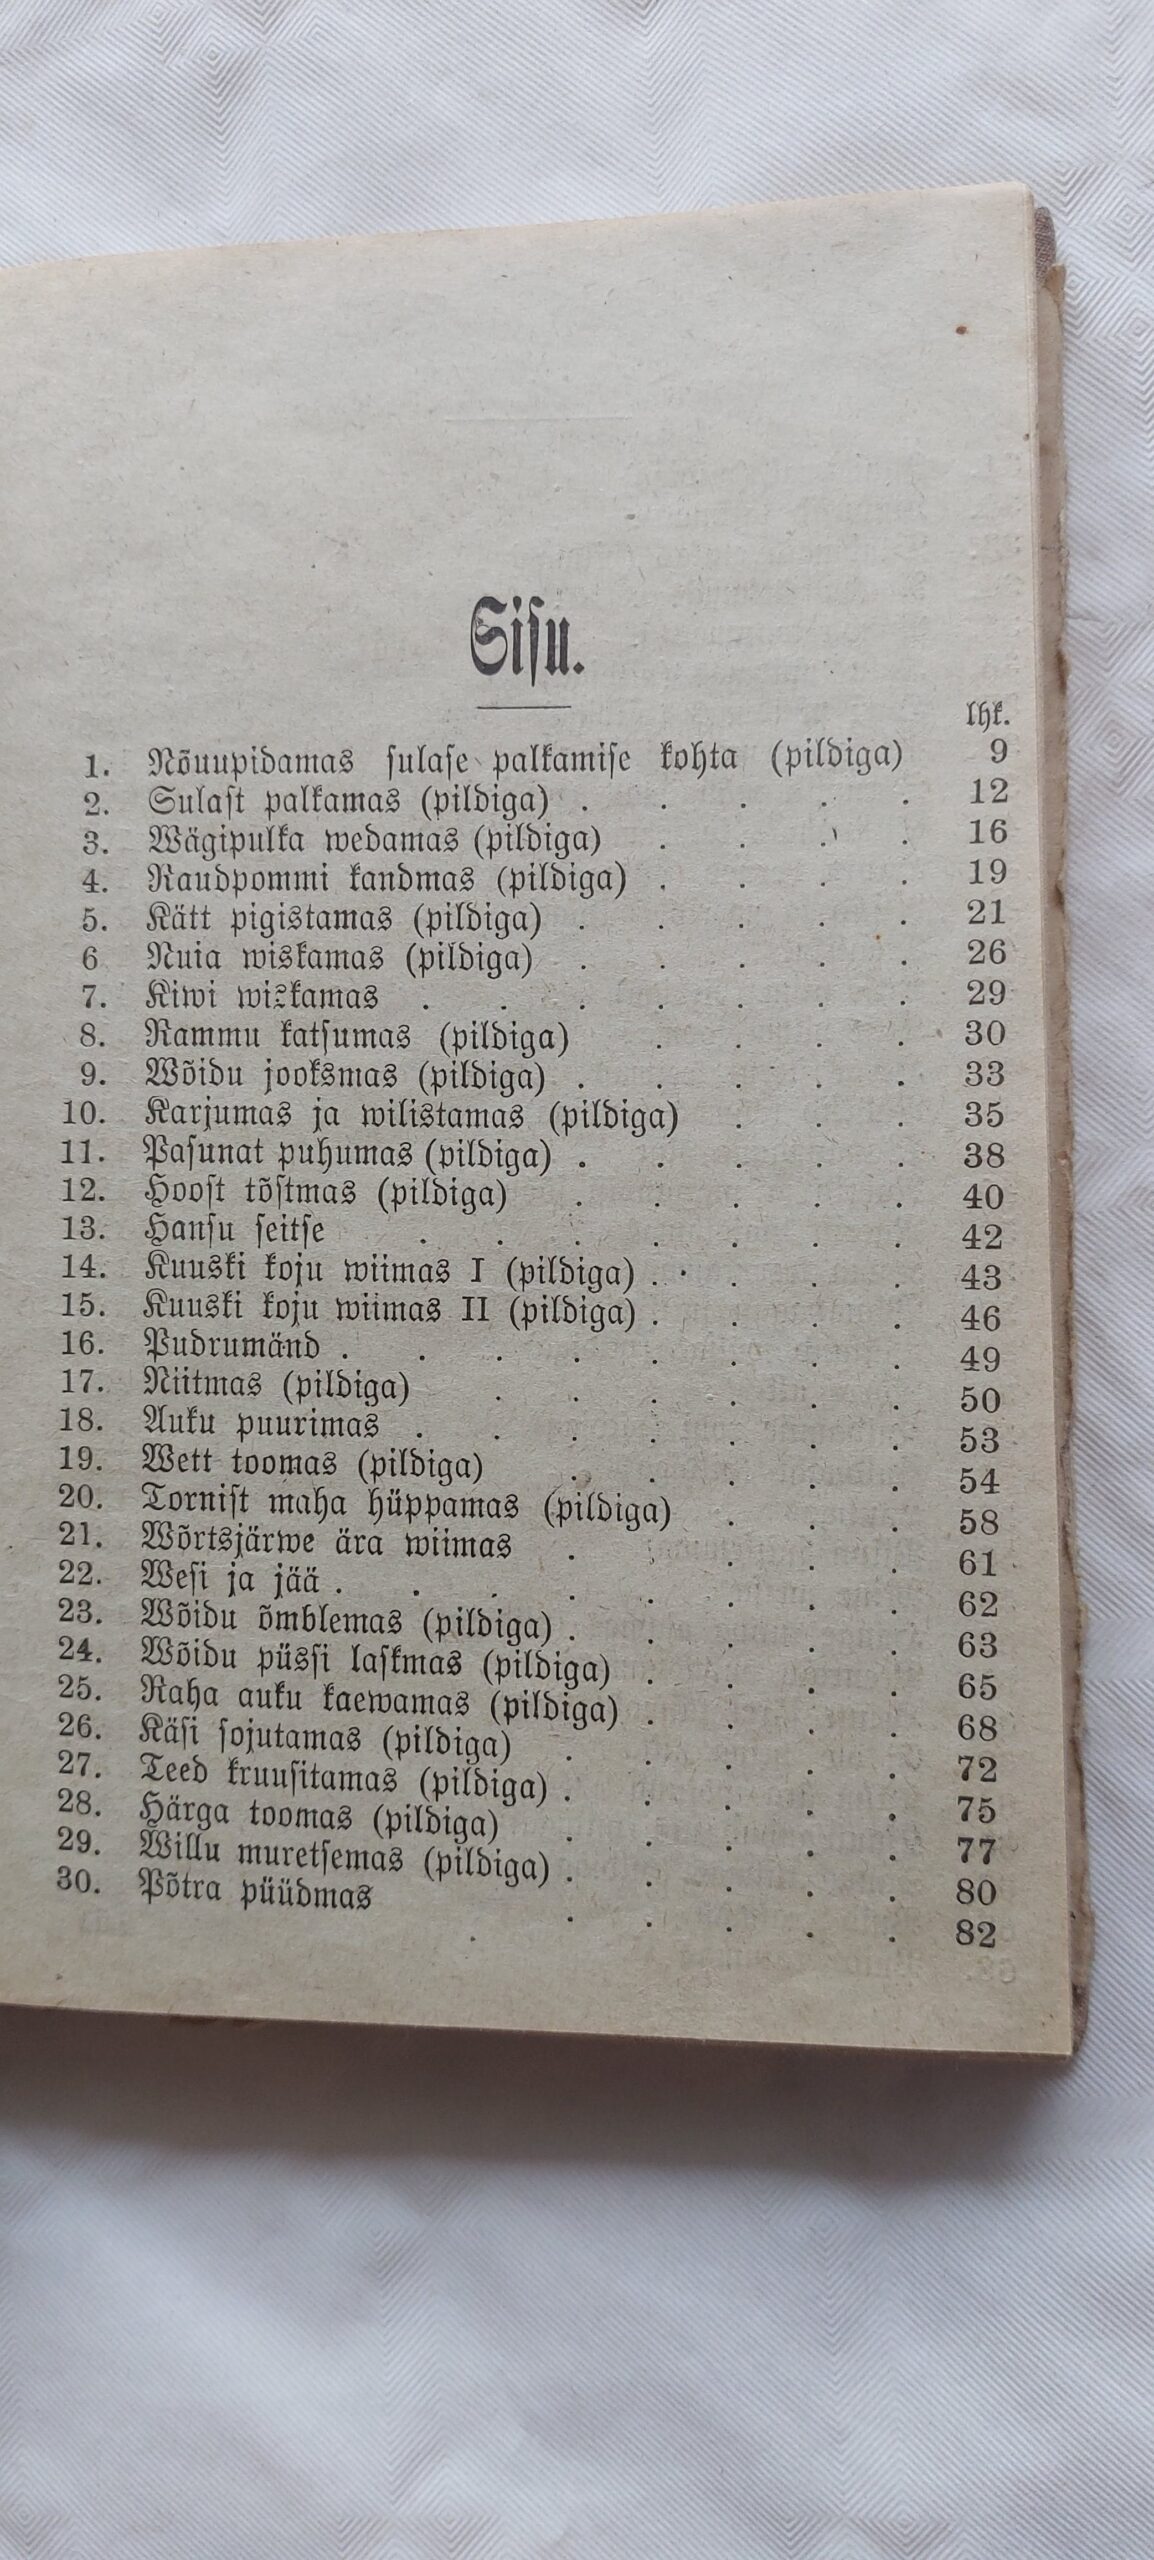 Sisu.
lhk.
1. Nõuupidamas sulase palkamise kohta (pildiga) 9
2. Sulast palkamas (pildiga) . . . . . 12
3. Wägipulka wedamas (pildiga) . . . . 16
4. Raudpommi kandmas (pildiga) . . . . 19
5. Kätt pigistamas (pildiga) . . . . . 21
6 Nuia wiskamas (pildiga) . . . . . 26
7. Kiwi wiskamas . . . . . . . 29
8. Rammu katsumas (pildiga) . . . . 30
9. Wõidu jooksmas (pildiga) . . . . . 33
10. Karjumas ja wilistamas (pildiga) . . . 35
11. Pasunat puhumas (pildiga) . . . . . 38
12. Hoost tõstmas (pildiga) . . . . . 40
13. Hansu seitse . . . . . . . 42
14. Kuuski koju wiimas I (pildiga) . . . . 43
15. Kuuski koju wiimas II (pildiga) . . . . 46
16. Pudrumänd . . . . . . . . 49
17. Niitmas (pildiga) . . . . . . 50
18. Auku puurimas . . . . . . . 53
19. Wett toomas (pildiga) . . . . . 54
20. Tornist maha hüppamas (pildiga) . . . 58
21. Wõrtsjärwe ära wiimas . . . . . 61
22. Wesi ja jää . . . . . . . . 62
23. Wõidu õmblemas (pildiga) . . . . . 63
24. Wõidu püssi laskmas (pildiga) . . . . 65
25. Raha auku kaewamas (pildiga) . . . . 68
26. Käsi sojutamas (pildiga) . . . . . 72
27. Teed kruusitamas (pildiga) . . . . . 75
28. Härga toomas (pildiga) . . . . . 77
29. Willu muretsemas (pildiga) . . . . . 80
30. Põtra püüdmas . . . . . . 82